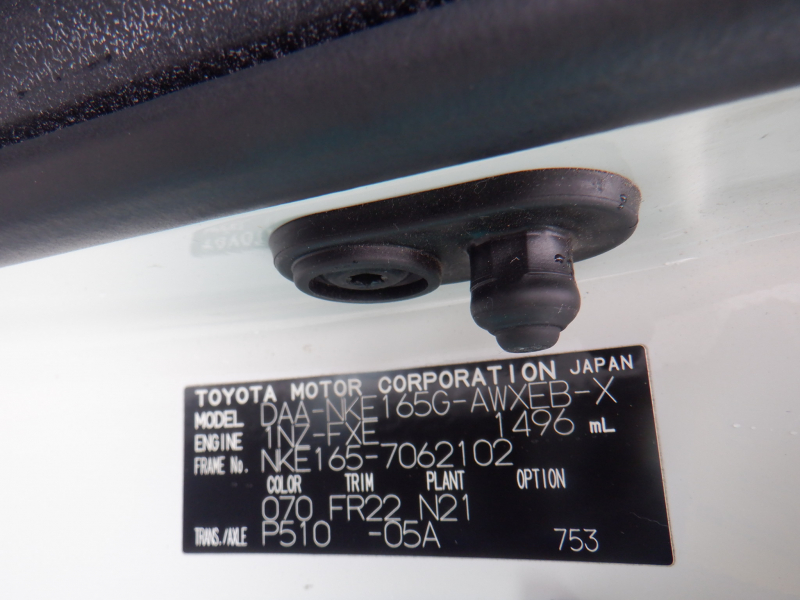 TOYOTA MOTOR CORPORATION JAPAN
MODEL DAA-NKE165G-AWXEB-X
ENGINE 1NZ-FXE 1496 mL
FRAME No. NKE165-7062102
COLOR TRIM PLANT OPTION
070 FR22 N21
TRANS./AXLE P510 -05A 753